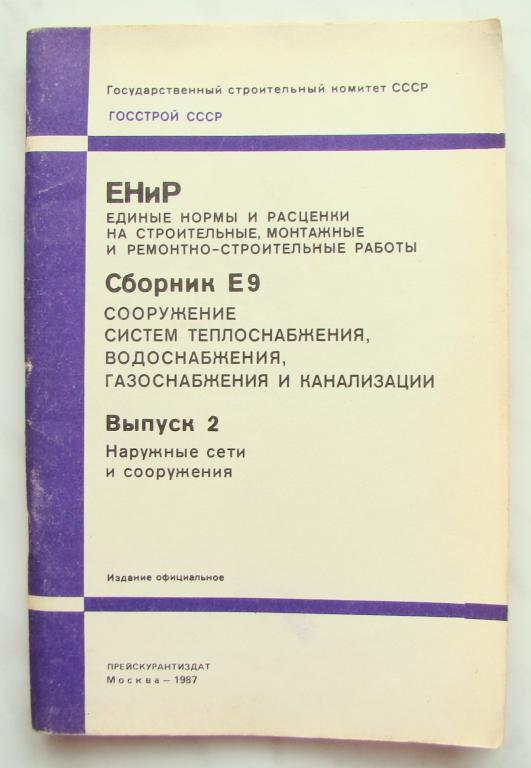 Государственный строительный комитет СССР
ГОССТРОЙ СССР
ЕНиР
ЕДИНЫЕ НОРМЫ И РАСЦЕНКИ
НА СТРОИТЕЛЬНЫЕ, МОНТАЖНЫЕ
И РЕМОНТНО-СТРОИТЕЛЬНЫЕ РАБОТЫ
Сборник Е9
СООРУЖЕНИЕ
СИСТЕМ ТЕПЛОСНАБЖЕНИЯ,
ВОДОСНАБЖЕНИЯ,
ГАЗОСНАБЖЕНИЯ И КАНАЛИЗАЦИИ
Выпуск 2
Наружные сети
и сооружения
Издание официальное
ПРЕЙСКУРАНТИЗДАТ
Москва — 1987